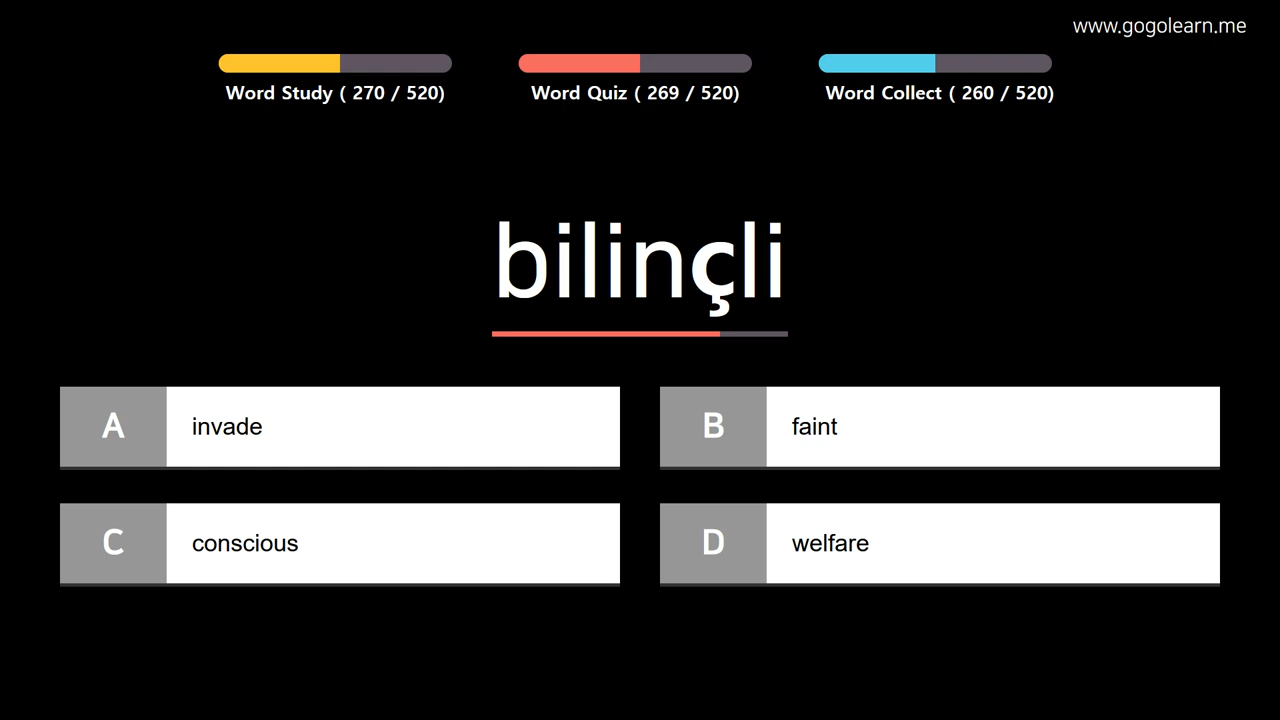 www.gogolearn.me
Word Study ( 270 / 520)
Word Quiz ( 269 / 520)
Word Collect ( 260 / 520)
bilinçli
A invade
B faint
C conscious
D welfare